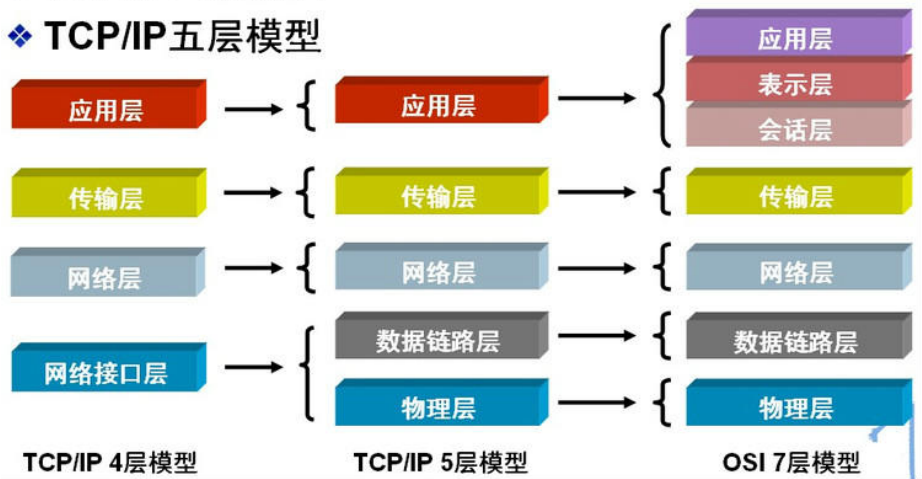 ❖ TCP/IP五层模型
应用层
应用层
应用层
表示层
会话层
传输层
传输层
传输层
网络层
网络层
网络层
网络接口层
数据链路层
数据链路层
物理层
物理层
TCP/IP 4层模型
TCP/IP 5层模型
OSI 7层模型